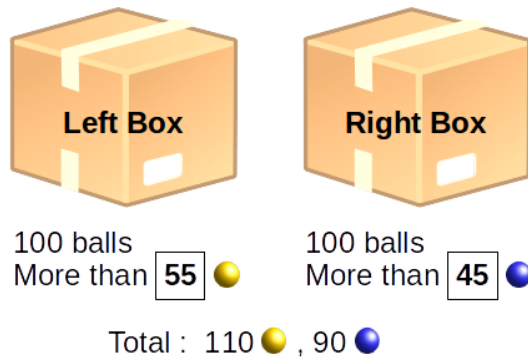 Left Box
Right Box
100 balls
More than 55
100 balls
More than 45
Total : 110 , 90